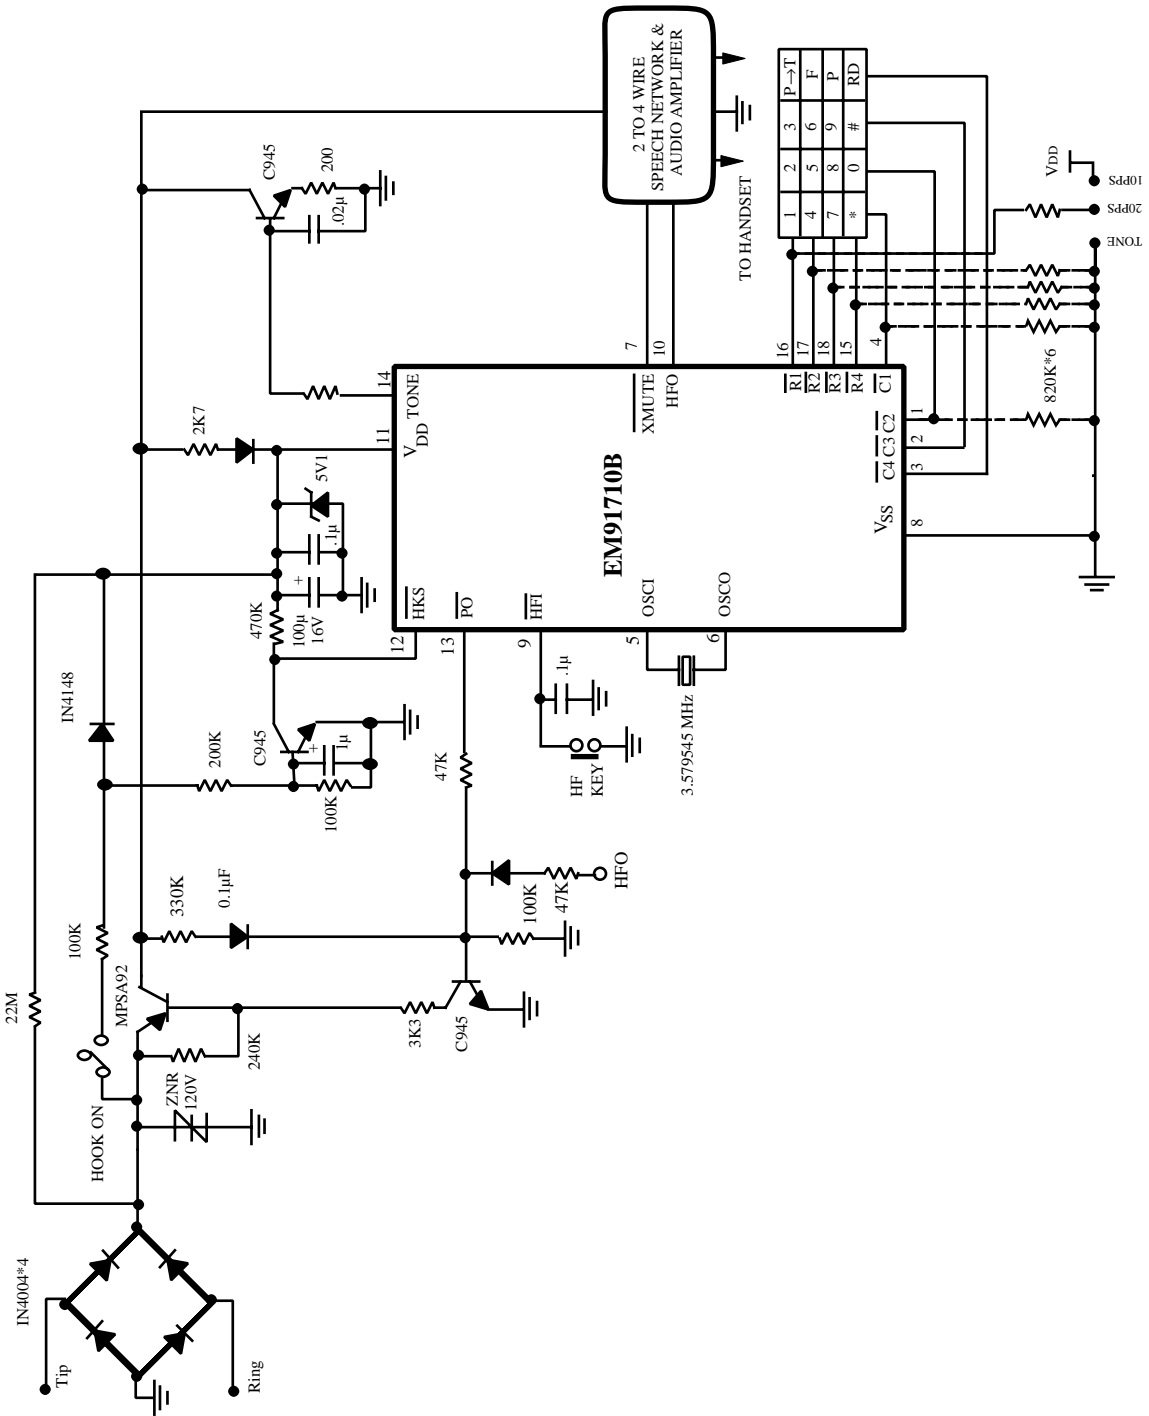 Tip
Ring
IN4004*4
22M
HOOK ON
ZNR
120V
240K
MPSA92
100K
330K
0.1µF
3K3
C945
100K
47K
HFO
47K
IN4148
200K
C945
+
1µ
100K
470K
+
100µ
16V
.1µ
5V1
2K7
C945
200
.02µ
2 TO 4 WIRE
SPEECH NETWORK &
AUDIO AMPLIFIER
TO HANDSET
1 2 3 P→T
4 5 6 F
7 8 9 P
* 0 # RD
VDD
10PPS
20PPS
TONE
820K*6
EM91710B
12 HKS
13 PO
9 HFI
5 OSCI
6 OSCO
11 VDD
14 TONE
7 XMUTE
10 HFO
16 R1
17 R2
18 R3
15 R4
4 C1
1 C2
2 C3
3 C4
8 VSS
.1µ
HF
KEY
3.579545 MHz